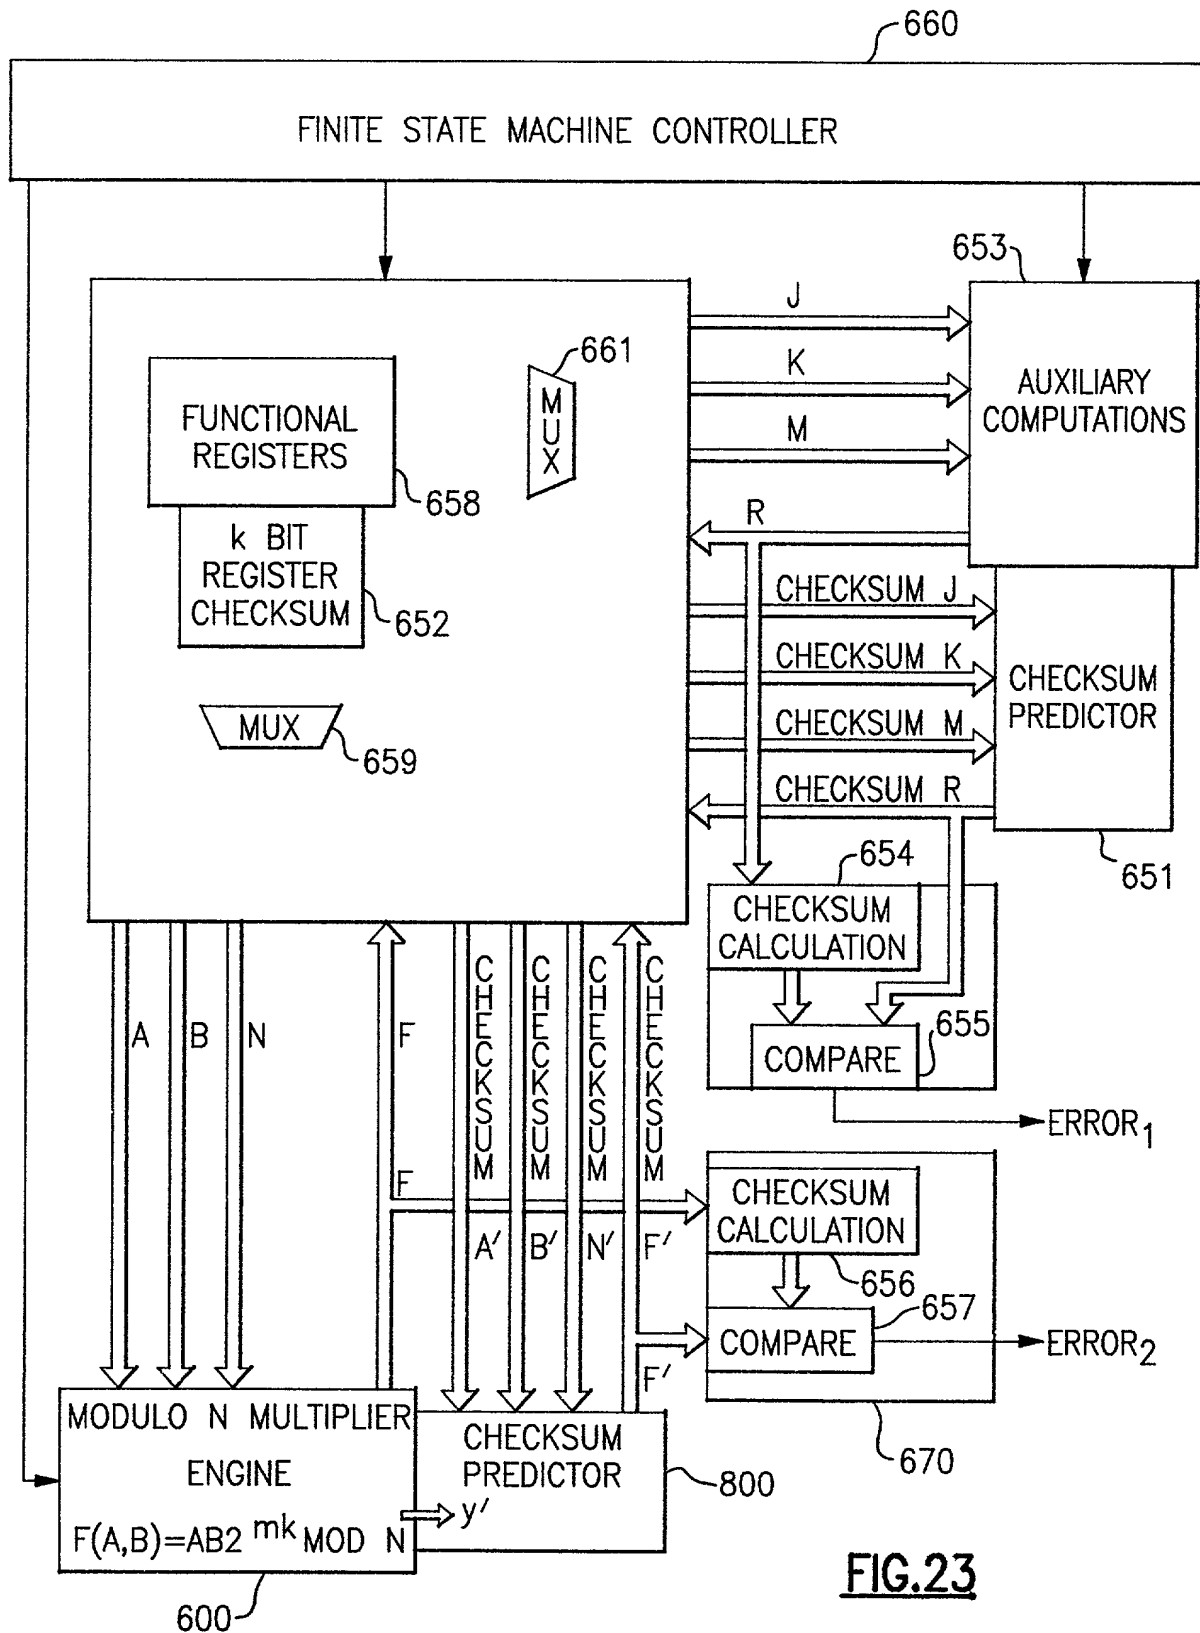 660
FINITE STATE MACHINE CONTROLLER
653
J
661
K
AUXILIARY
COMPUTATIONS
MUX
FUNCTIONAL
REGISTERS
M
658
R
k BIT
REGISTER
CHECKSUM
652
CHECKSUM J
CHECKSUM K
CHECKSUM
PREDICTOR
CHECKSUM M
MUX
659
CHECKSUM R
651
654
CHECKSUM
CALCULATION
CHECKSUM
CHECKSUM
CHECKSUM
CHECKSUM
A
B
N
F
655
COMPARE
ERROR1
F
CHECKSUM
CALCULATION
A'
B'
N'
F'
656
657
COMPARE
ERROR2
F'
MODULO N MULTIPLIER
ENGINE
F(A,B)=AB2 mk MOD N
CHECKSUM
PREDICTOR
y'
800
670
600
FIG.23